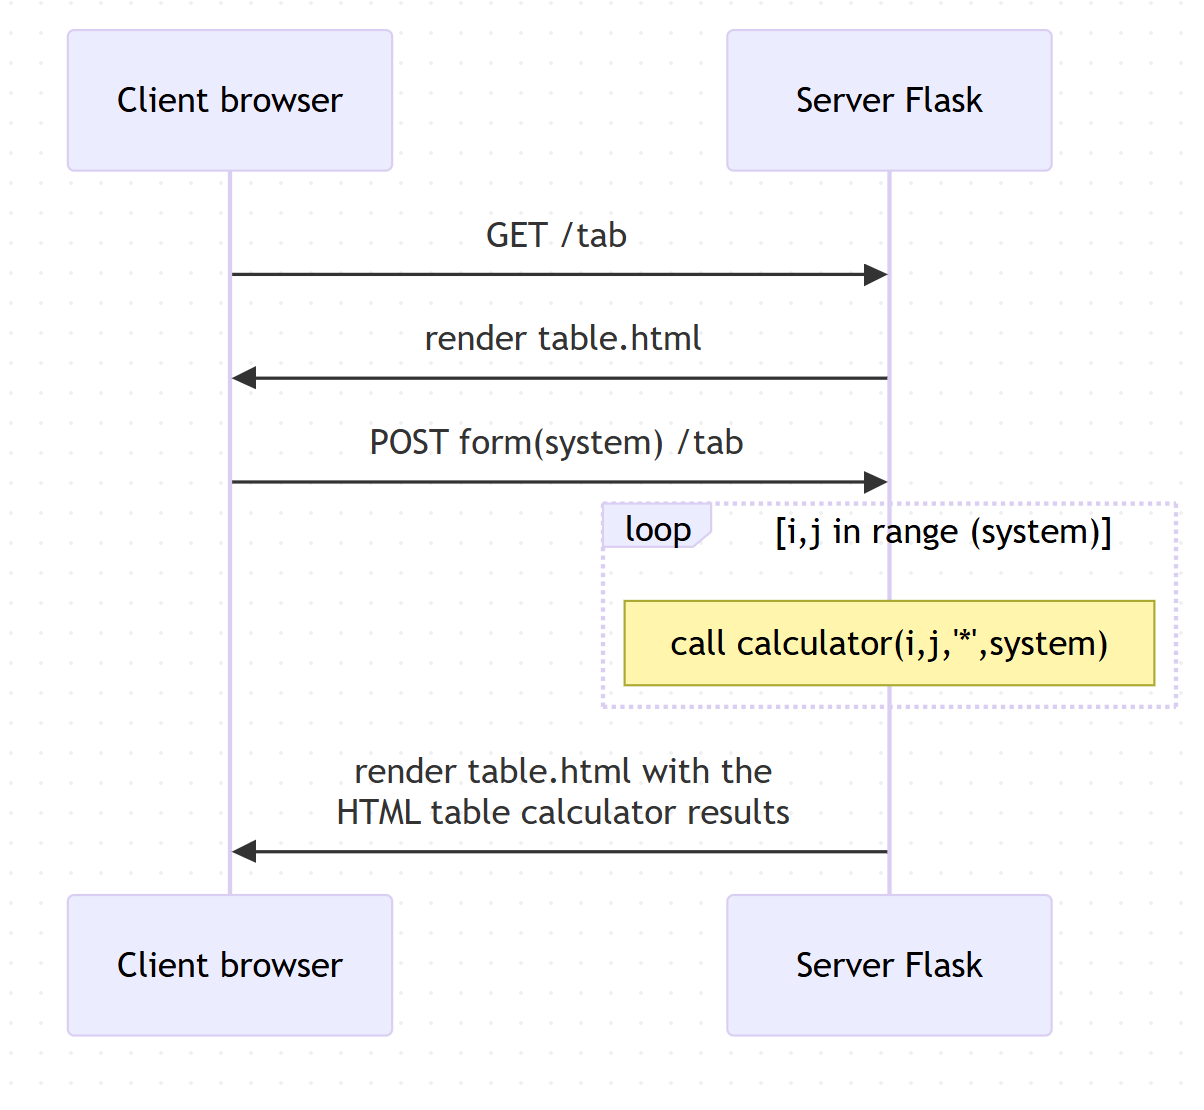 Client browser
Server Flask
GET /tab
render table.html
POST form(system) /tab
loop
[i,j in range (system)]
call calculator(i,j,'*',system)
render table.html with the
HTML table calculator results
Client browser
Server Flask